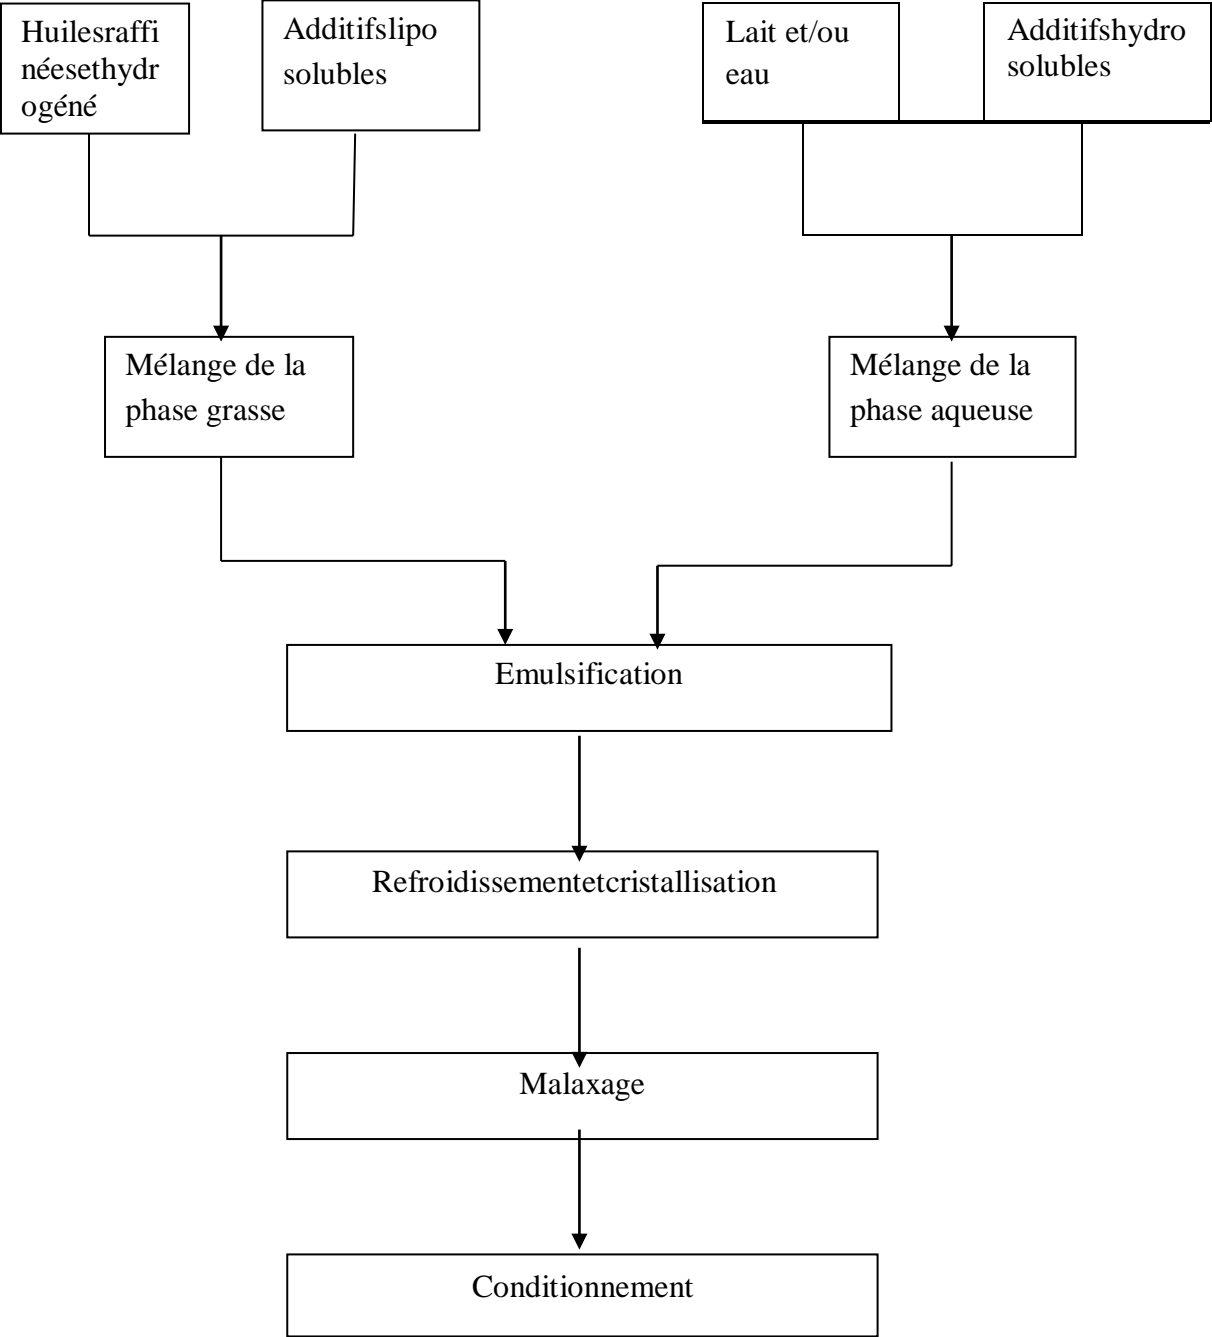 Huilesraffi
néesethydr
ogéné
Additifslipo
solubles
Lait et/ou
eau
Additifshydro
solubles
Mélange de la
phase grasse
Mélange de la
phase aqueuse
Emulsification
Refroidissementetcristallisation
Malaxage
Conditionnement